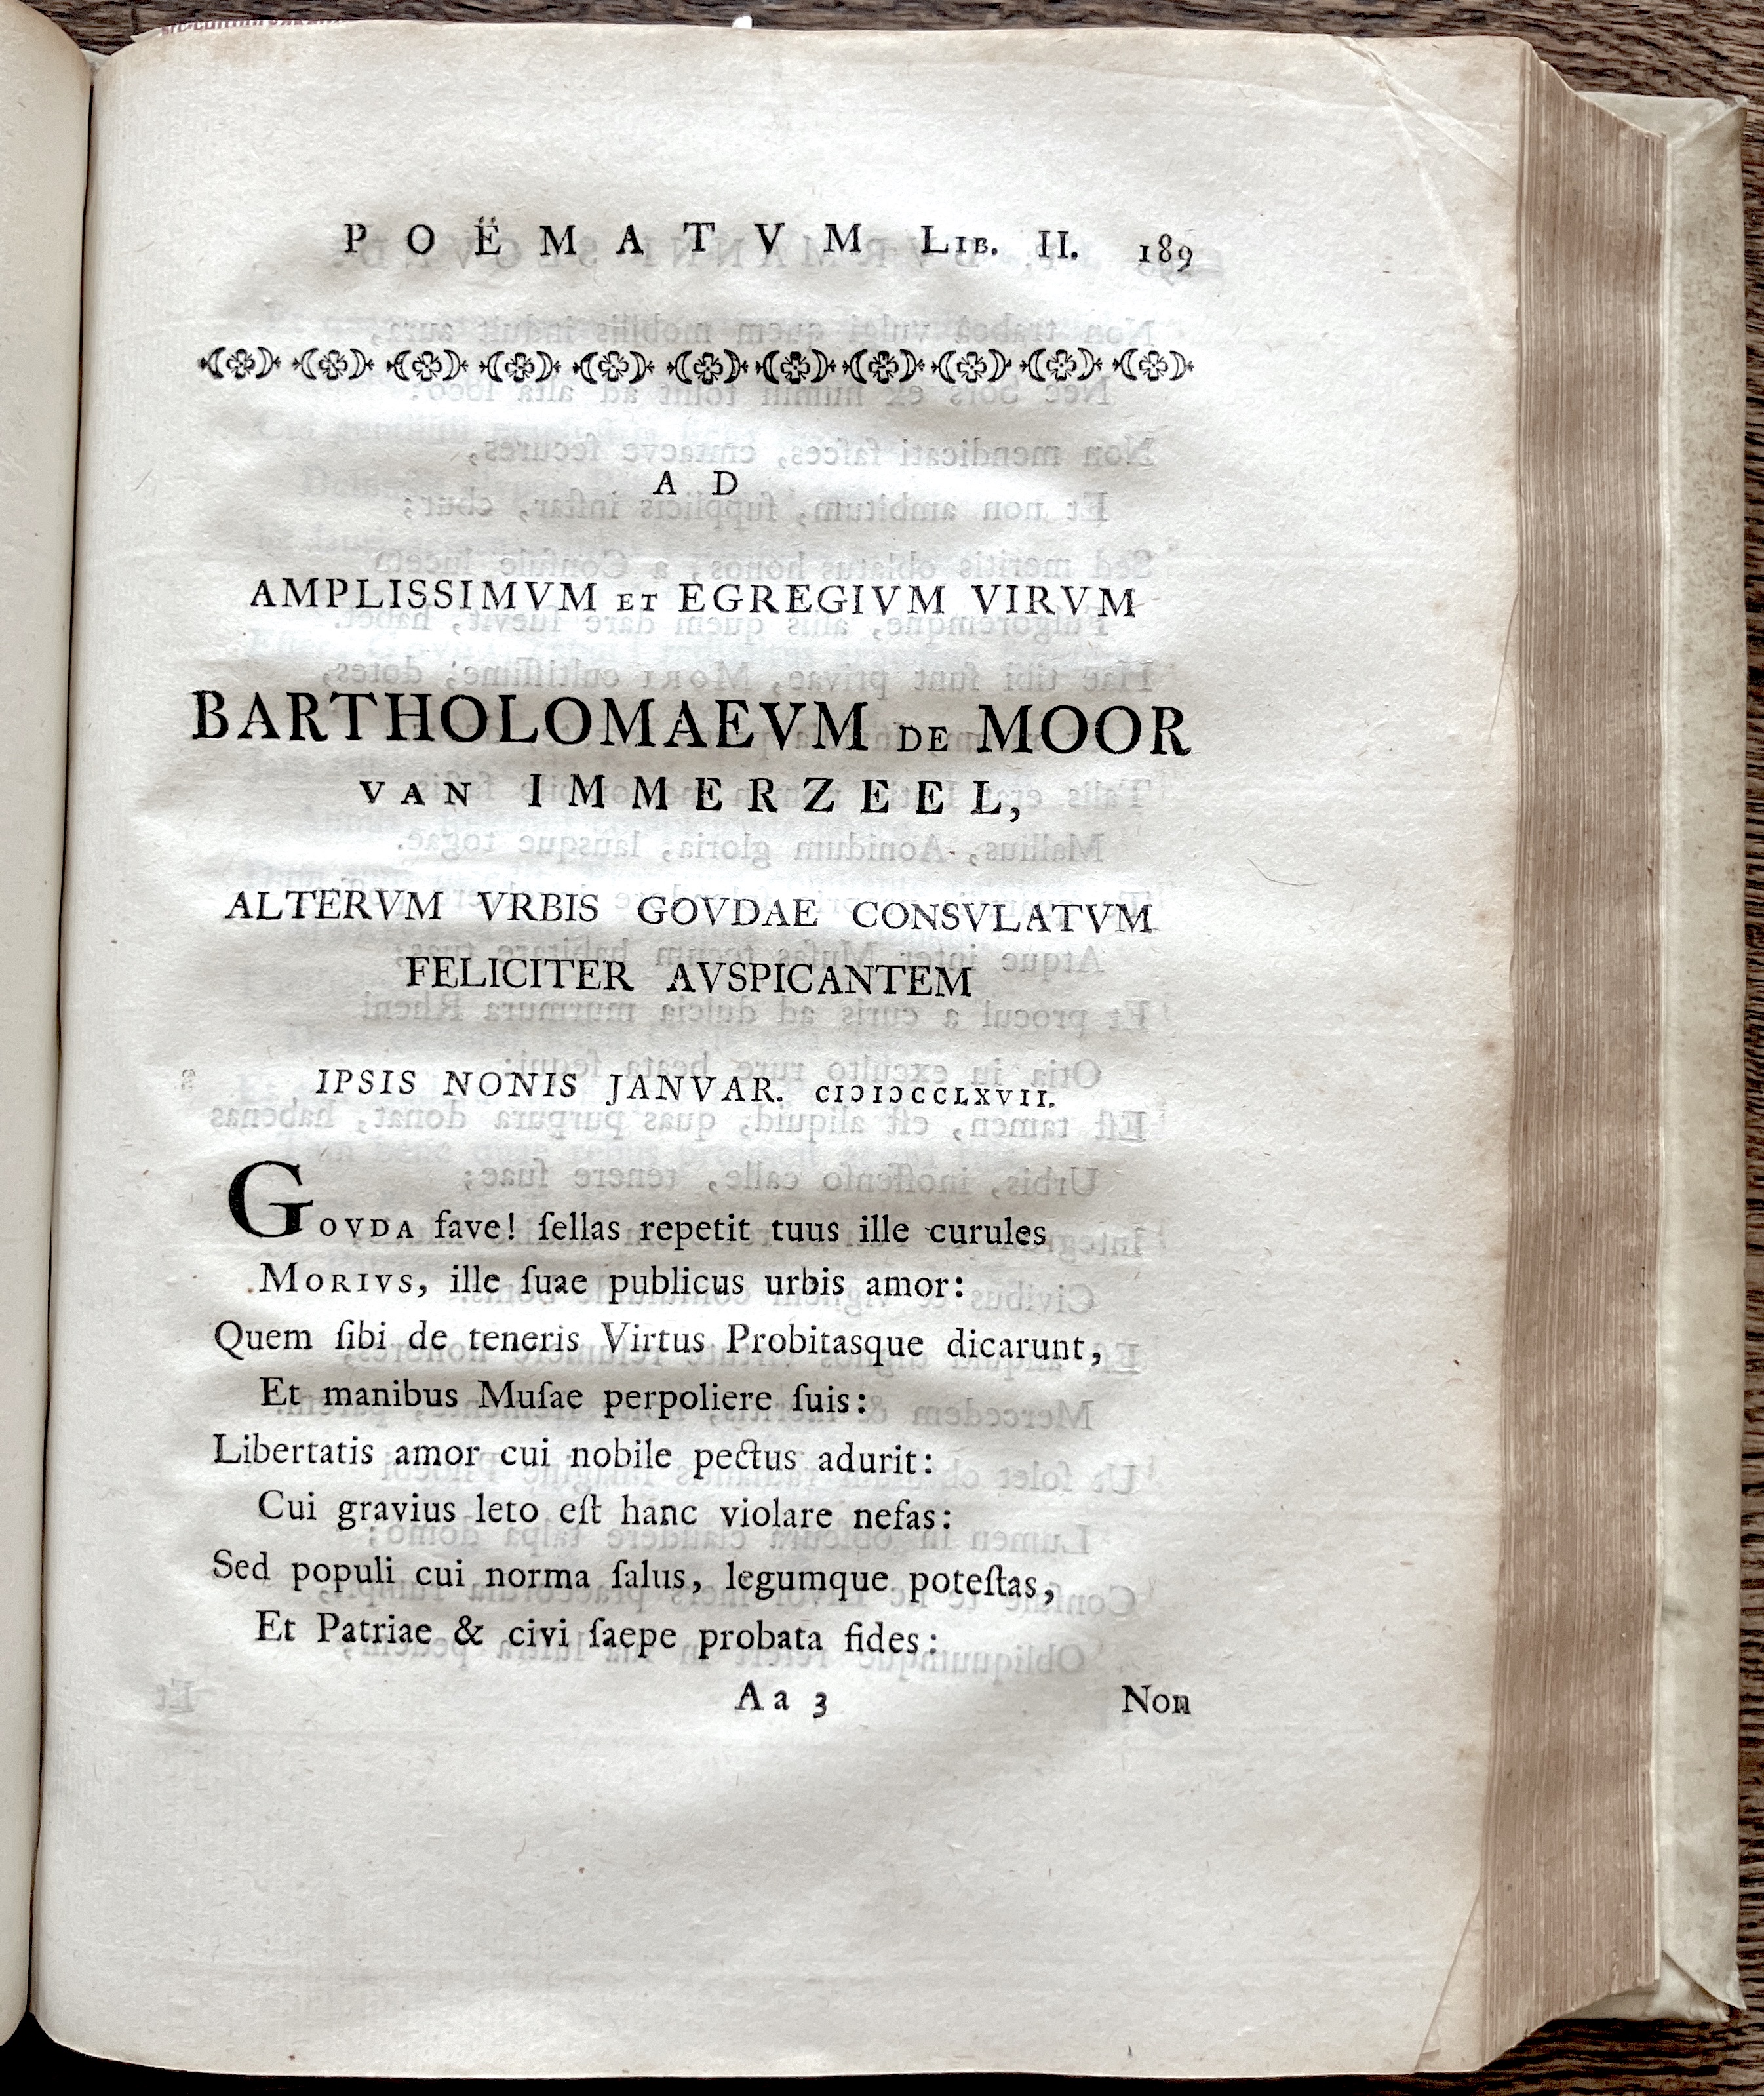 POËMATVM LIB. II. 189
AD
AMPLISSIMVM ET EGREGIVM VIRVM
BARTHOLOMAEVM DE MOOR
VAN IMMERZEEL,
ALTERVM VRBIS GOVDAE CONSVLATVM
FELICITER AVSPICANTEM
IPSIS NONIS JANVAR. CIↃIↃCCLXVII.
GOVDA fave! ſellas repetit tuus ille curules
MORIVS, ille ſuae publicus urbis amor:
Quem ſibi de teneris Virtus Probitasque dicarunt,
Et manibus Muſae perpoliere ſuis:
Libertatis amor cui nobile pectus adurit:
Cui gravius leto eſt hanc violare nefas:
Sed populi cui norma ſalus, legumque poteſtas,
Et Patriae & civi ſaepe probata fides:
Aa 3 Non